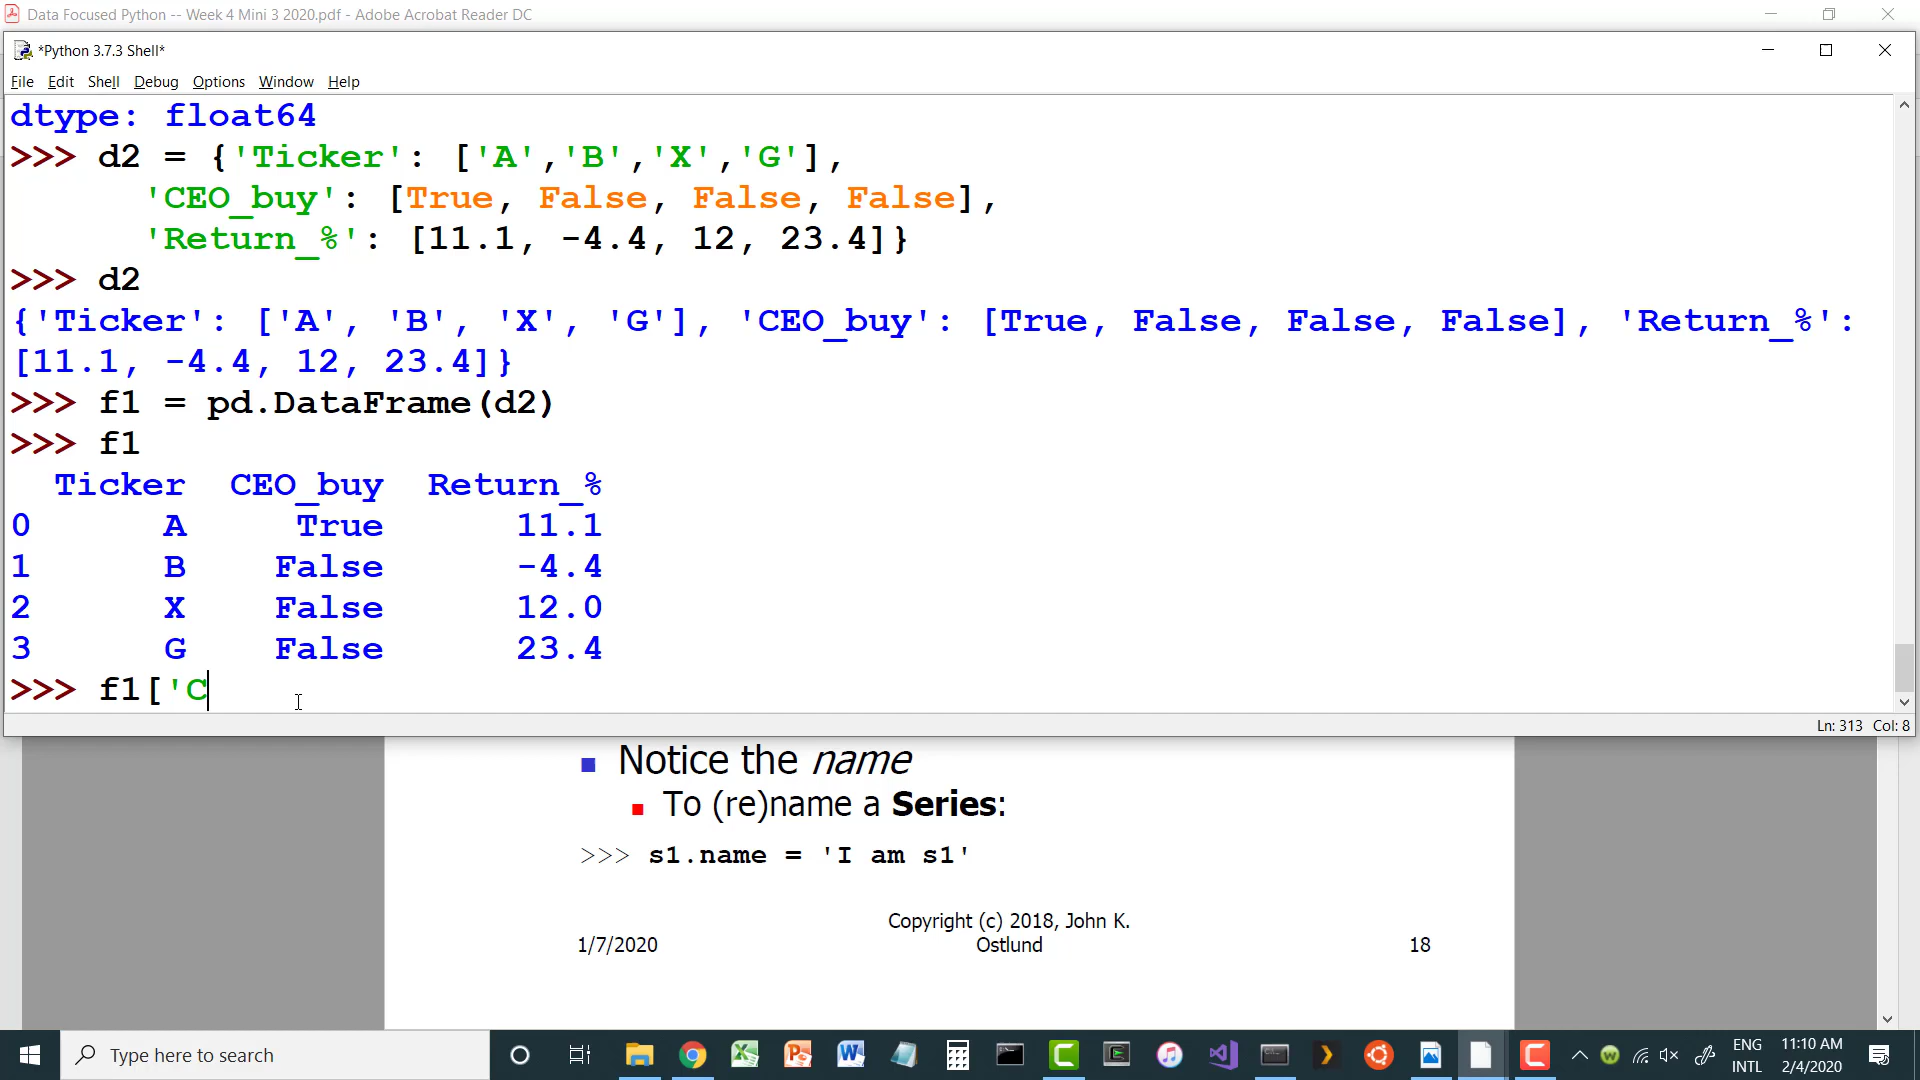 Data Focused Python -- Week 4 Mini 3 2020.pdf - Adobe Acrobat Reader DC
*Python 3.7.3 Shell*
File Edit Shell Debug Options Window Help
dtype: float64
>>> d2 = {'Ticker': ['A','B','X','G'],
'CEO_buy': [True, False, False, False],
'Return_%': [11.1, -4.4, 12, 23.4]}
>>> d2
{'Ticker': ['A', 'B', 'X', 'G'], 'CEO_buy': [True, False, False, False], 'Return_%':
[11.1, -4.4, 12, 23.4]}
>>> f1 = pd.DataFrame(d2)
>>> f1
Ticker CEO_buy Return_%
0 A True 11.1
1 B False -4.4
2 X False 12.0
3 G False 23.4
>>> f1['C
Ln: 313 Col: 8
Notice the name
To (re)name a Series:
>>> s1.name = 'I am s1'
Copyright (c) 2018, John K.
1/7/2020 Ostlund 18
Type here to search
ENG 11:10 AM
INTL 2/4/2020